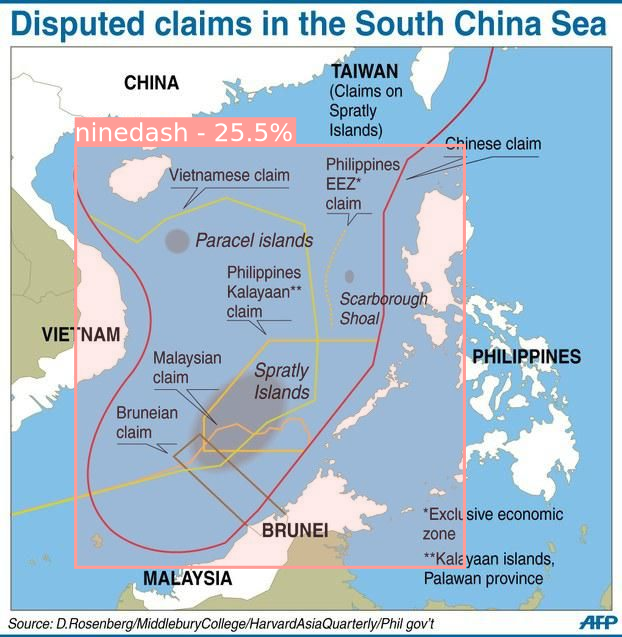 Disputed claims in the South China Sea
CHINA
TAIWAN
(Claims on
Spratly
Islands)
ninedash - 25.5%
Chinese claim
Vietnamese claim
Philippines
EEZ*
claim
Paracel islands
Philippines
Kalayaan**
claim
Scarborough
Shoal
VIETNAM
PHILIPPINES
Malaysian
claim
Spratly
Islands
Bruneian
claim
BRUNEI
*Exclusive economic
zone
**Kalayaan islands,
Palawan province
MALAYSIA
Source: D.Rosenberg/MiddleburyCollege/HarvardAsiaQuarterly/Phil gov't
AFP